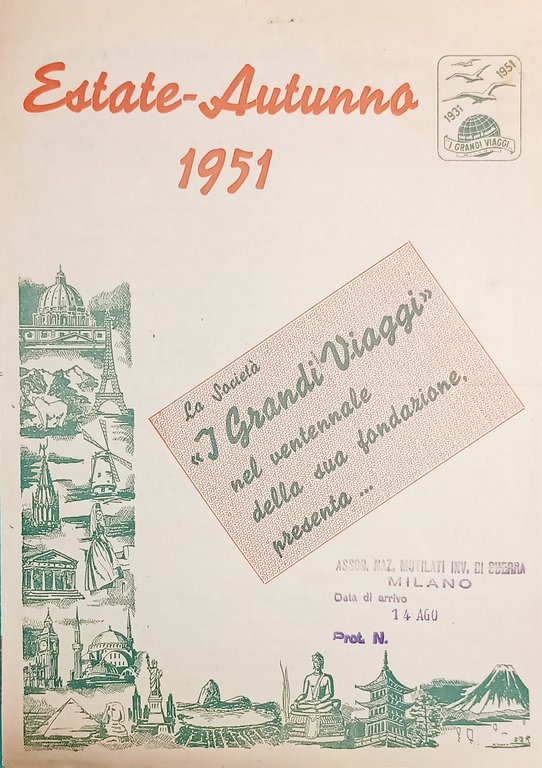 Estate-Autunno
1951
1931 1951
I GRANDI VIAGGI
La Società
«I Grandi Viaggi»
nel ventennale
della sua fondazione,
presenta ...
ASSOC. NAZ. MUTILATI INV. DI GUERRA
MILANO
Data di arrivo
14 AGO
Prot. N.